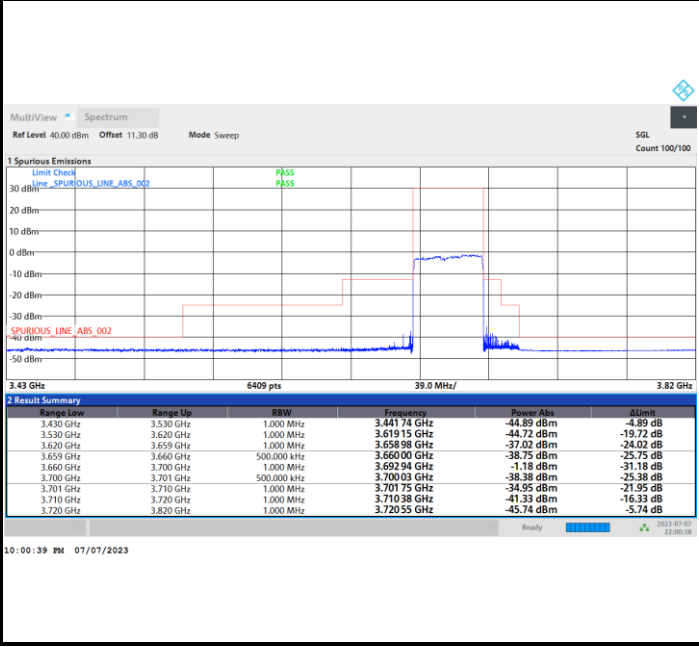 MultiView Spectrum
Ref Level 40.00 dBm Offset 11.30 dB Mode Sweep SGL
Count 100/100
1 Spurious Emissions
Limit Check PASS
Line _SPURIOUS_LINE_ABS_002 PASS
30 dBm
20 dBm
10 dBm
0 dBm
-10 dBm
-20 dBm
-30 dBm
SPURIOUS_LINE_ABS_002
-40 dBm
-50 dBm
3.43 GHz 6409 pts 39.0 MHz/ 3.82 GHz
2 Result Summary
Range Low Range Up RBW Frequency Power Abs ΔLimit
3.430 GHz 3.530 GHz 1.000 MHz 3.441 74 GHz -44.89 dBm -4.89 dB
3.530 GHz 3.620 GHz 1.000 MHz 3.619 15 GHz -44.72 dBm -19.72 dB
3.620 GHz 3.659 GHz 1.000 MHz 3.658 98 GHz -37.02 dBm -24.02 dB
3.659 GHz 3.660 GHz 500.000 kHz 3.660 00 GHz -38.75 dBm -25.75 dB
3.660 GHz 3.700 GHz 1.000 MHz 3.692 94 GHz -1.18 dBm -31.18 dB
3.700 GHz 3.701 GHz 500.000 kHz 3.700 03 GHz -38.38 dBm -25.38 dB
3.701 GHz 3.710 GHz 1.000 MHz 3.701 75 GHz -34.95 dBm -21.95 dB
3.710 GHz 3.720 GHz 1.000 MHz 3.710 38 GHz -41.33 dBm -16.33 dB
3.720 GHz 3.820 GHz 1.000 MHz 3.720 55 GHz -45.74 dBm -5.74 dB
Ready 2023-07-07
22:00:38
10:00:39 PM 07/07/2023